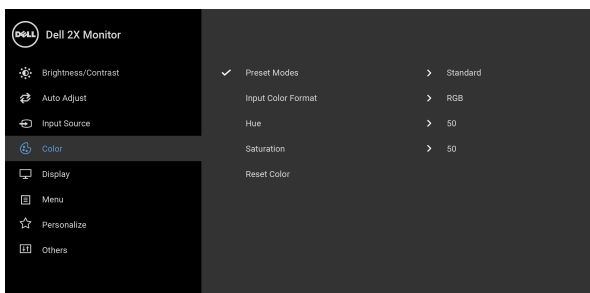 DELL Dell 2X Monitor
Brightness/Contrast
Auto Adjust
Input Source
Color
Display
Menu
Personalize
Others
Preset Modes > Standard
Input Color Format > RGB
Hue > 50
Saturation > 50
Reset Color